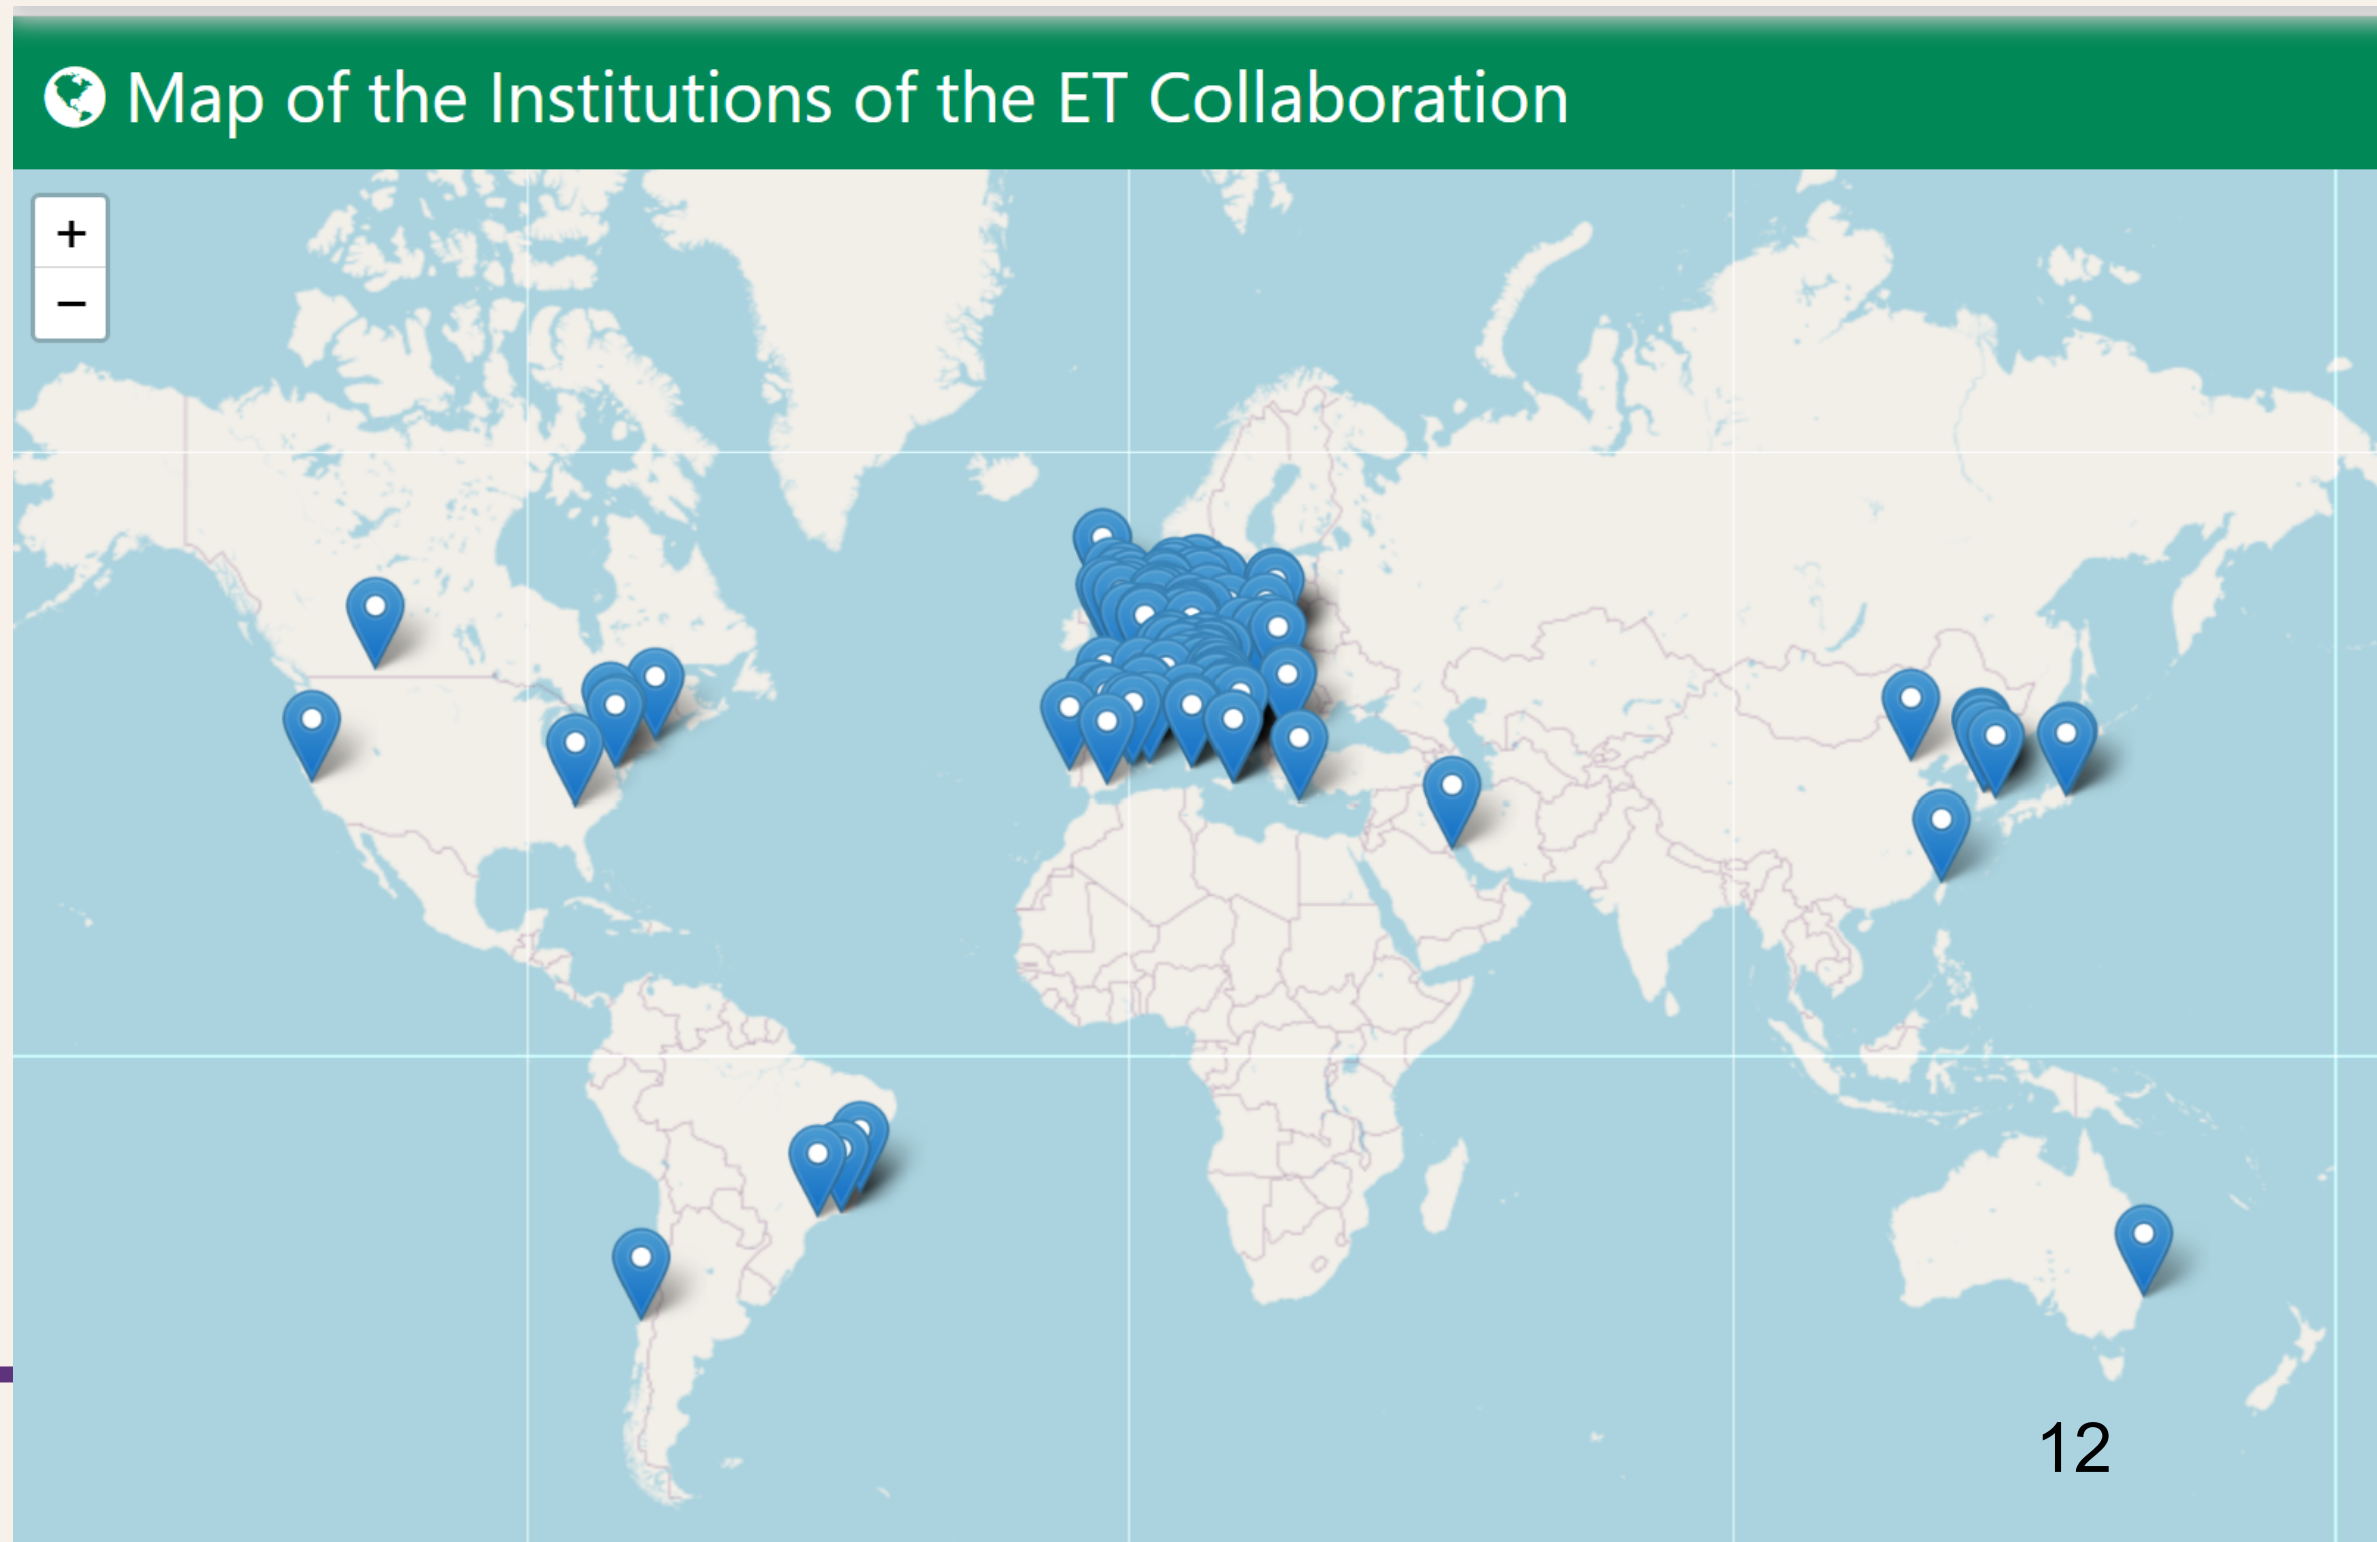 Map of the Institutions of the ET Collaboration
+
−
12